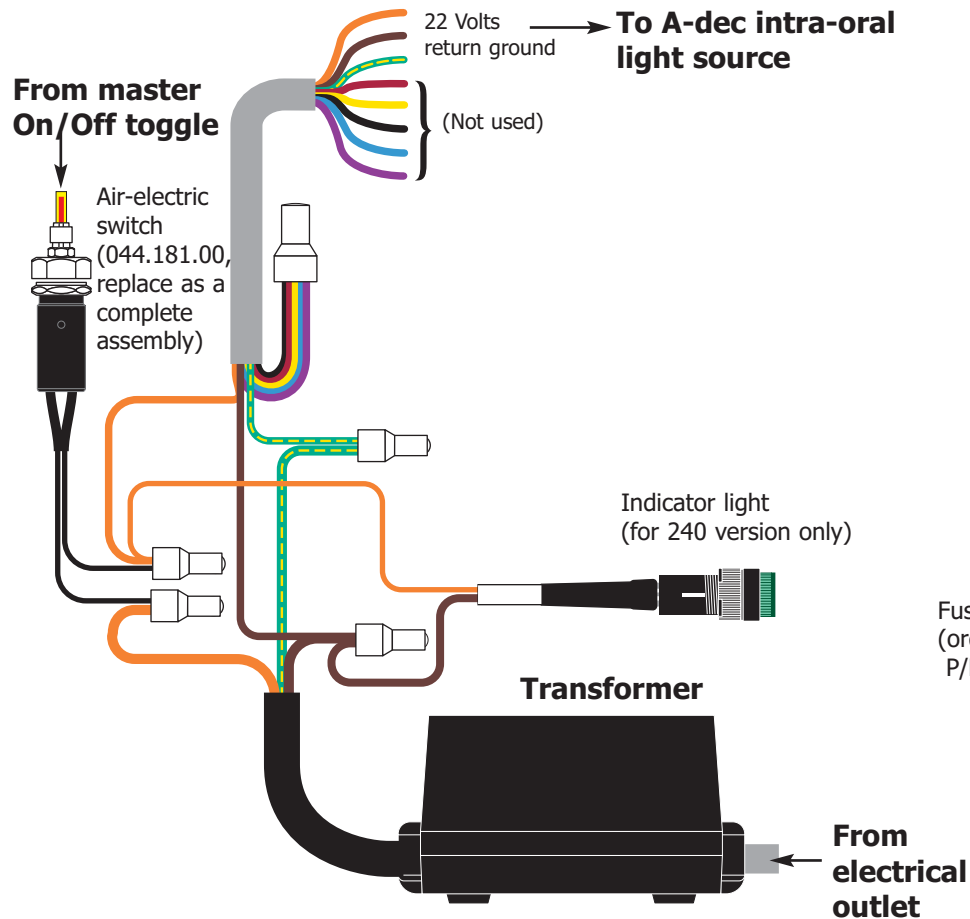 22 Volts
return ground
To A-dec intra-oral
light source
From master
On/Off toggle
(Not used)
Air-electric
switch
(044.181.00,
replace as a
complete
assembly)
Indicator light
(for 240 version only)
Transformer
From
electrical
outlet